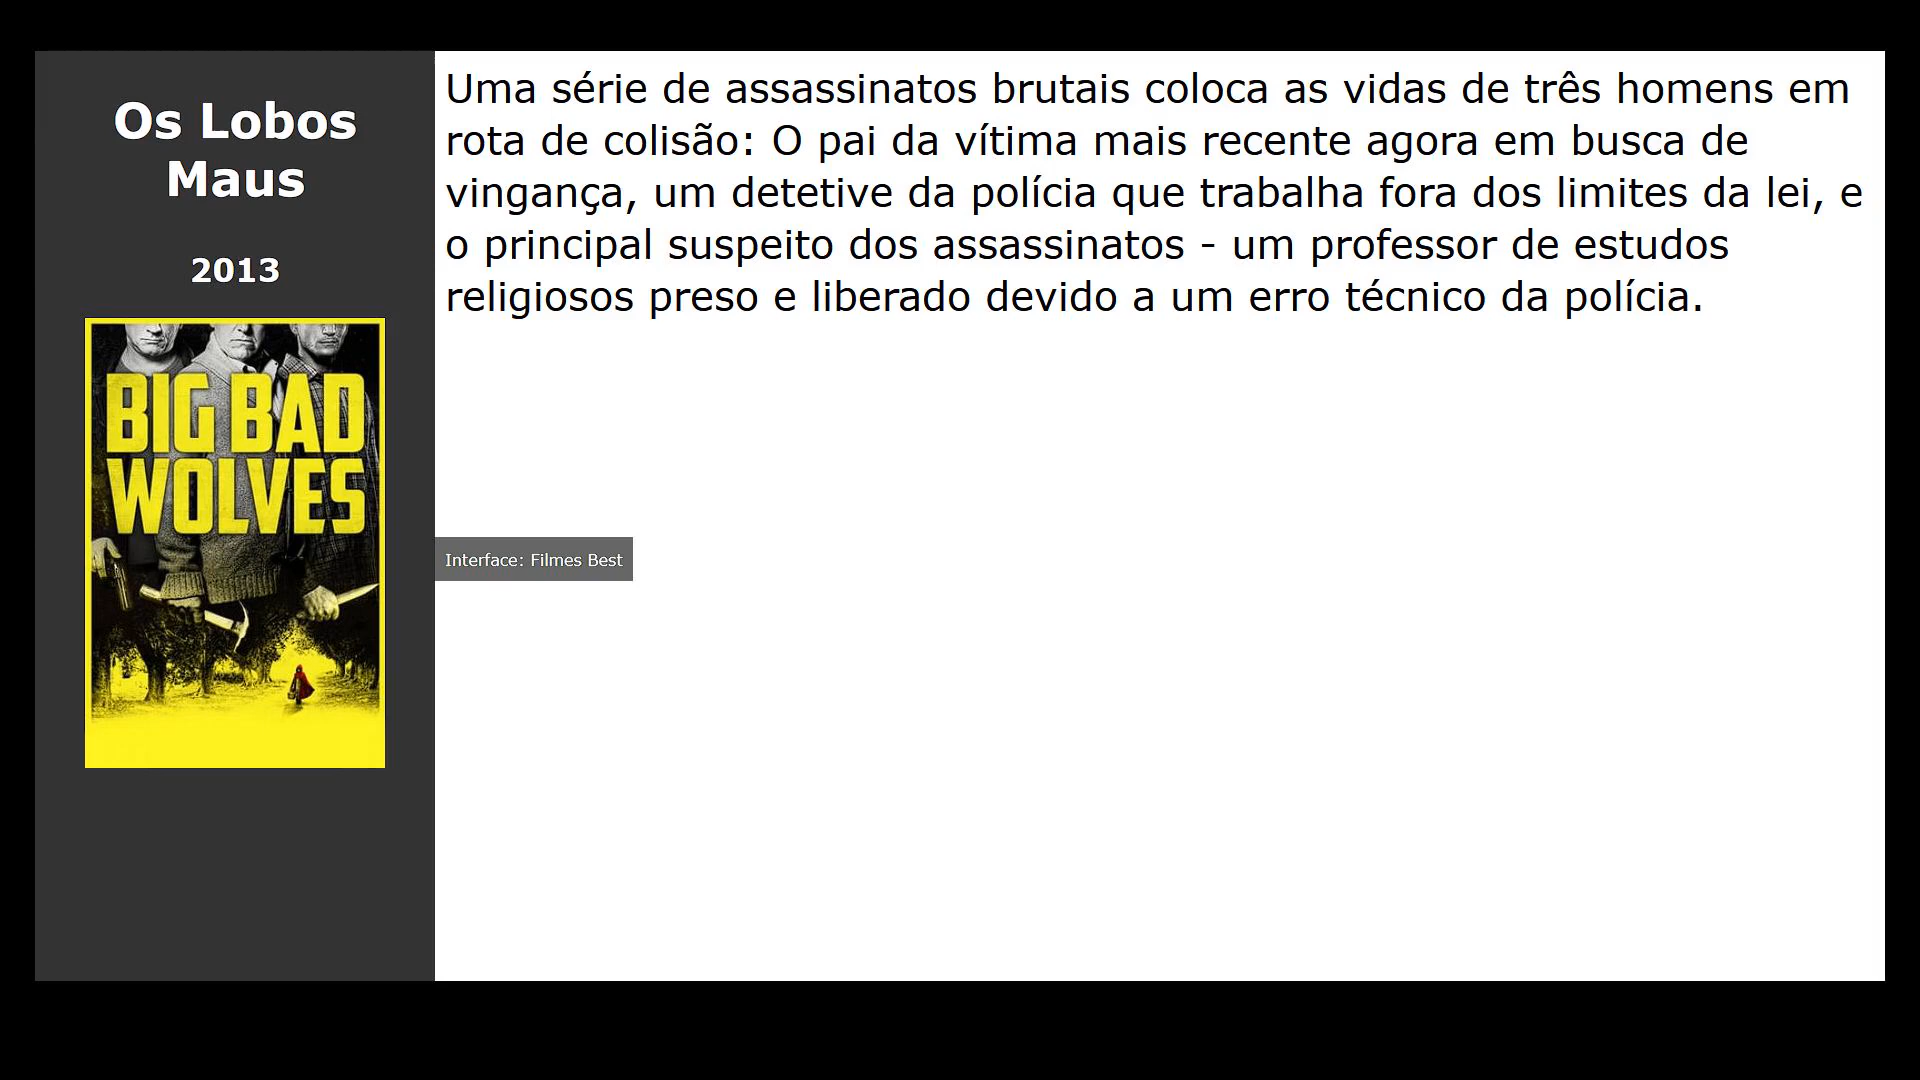 Os Lobos
Maus
2013
BIG BAD
WOLVES
Uma série de assassinatos brutais coloca as vidas de três homens em
rota de colisão: O pai da vítima mais recente agora em busca de
vingança, um detetive da polícia que trabalha fora dos limites da lei, e
o principal suspeito dos assassinatos - um professor de estudos
religiosos preso e liberado devido a um erro técnico da polícia.
Interface: Filmes Best